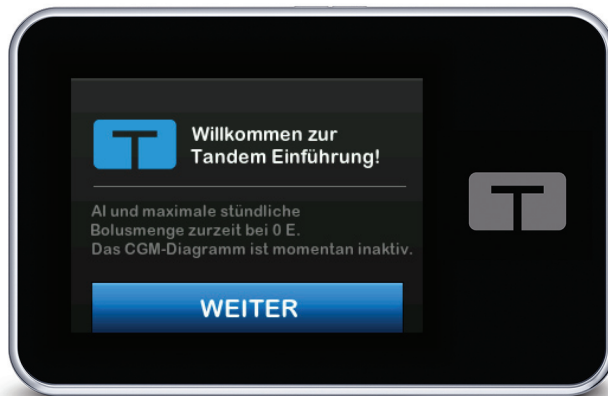 Willkommen zur
Tandem Einführung!
AI und maximale stündliche
Bolusmenge zurzeit bei 0 E.
Das CGM-Diagramm ist momentan inaktiv.
WEITER